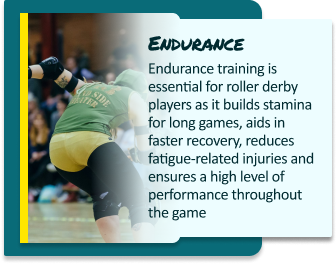 ENDURANCE
Endurance training is
essential for roller derby
players as it builds stamina
for long games, aids in
faster recovery, reduces
fatigue-related injuries and
ensures a high level of
performance throughout
the game